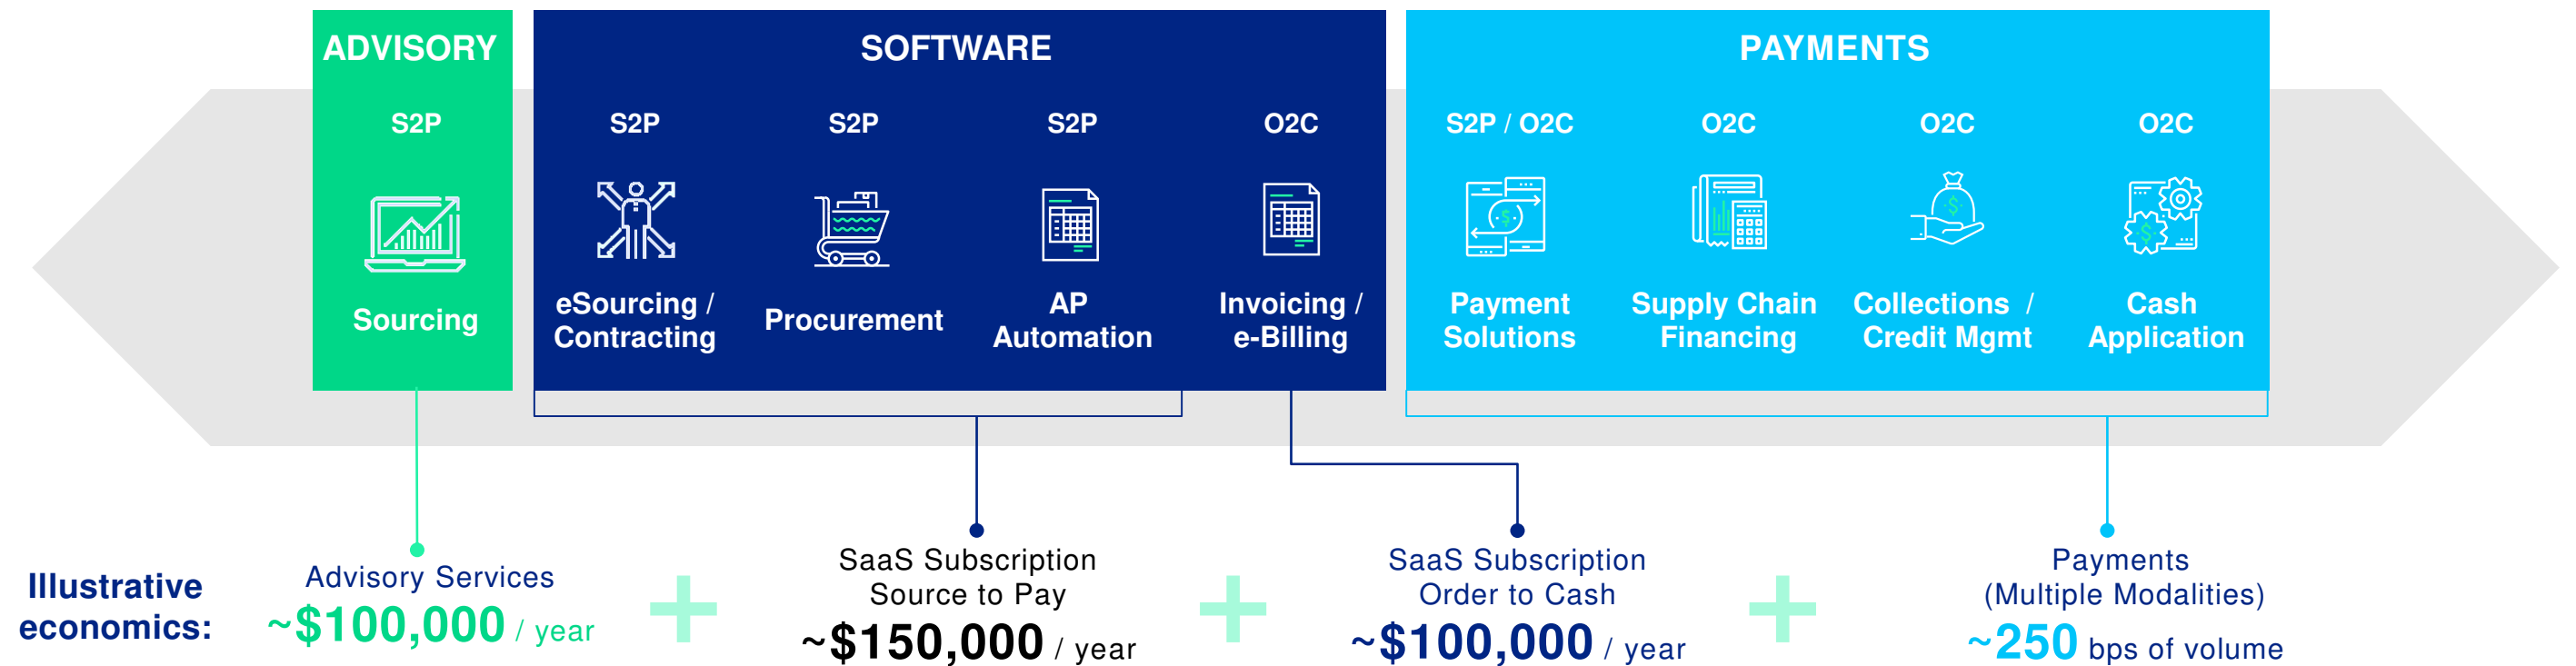 ADVISORY
S2P
Sourcing
SOFTWARE
S2P
eSourcing /
Contracting
S2P
Procurement
S2P
AP
Automation
O2C
Invoicing /
e-Billing
PAYMENTS
S2P / O2C
Payment
Solutions
O2C
Supply Chain
Financing
O2C
Collections /
Credit Mgmt
O2C
Cash
Application
Illustrative
economics:
Advisory Services
~$100,000 / year
+
SaaS Subscription
Source to Pay
~$150,000 / year
+
SaaS Subscription
Order to Cash
~$100,000 / year
+
Payments
(Multiple Modalities)
~250 bps of volume